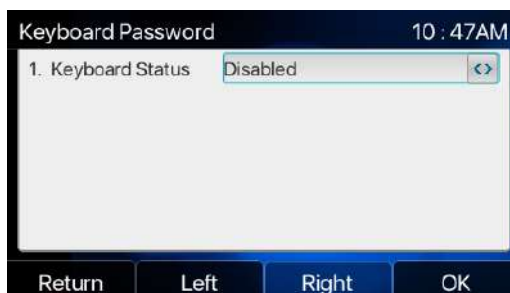 Keyboard Password 10 : 47AM
1. Keyboard Status Disabled <>
Return Left Right OK